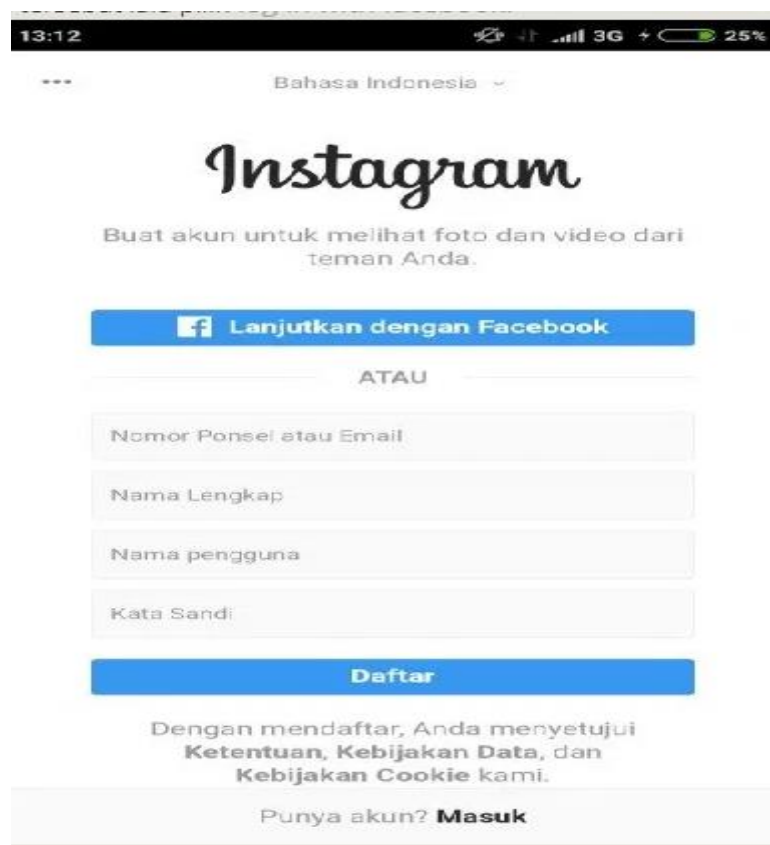 13:12 3G 25%
Bahasa Indonesia
Instagram
Buat akun untuk melihat foto dan video dari
teman Anda.
Lanjutkan dengan Facebook
ATAU
Nomor Ponsel atau Email
Nama Lengkap
Nama pengguna
Kata Sandi
Daftar
Dengan mendaftar, Anda menyetujui
Ketentuan, Kebijakan Data, dan
Kebijakan Cookie kami.
Punya akun? Masuk